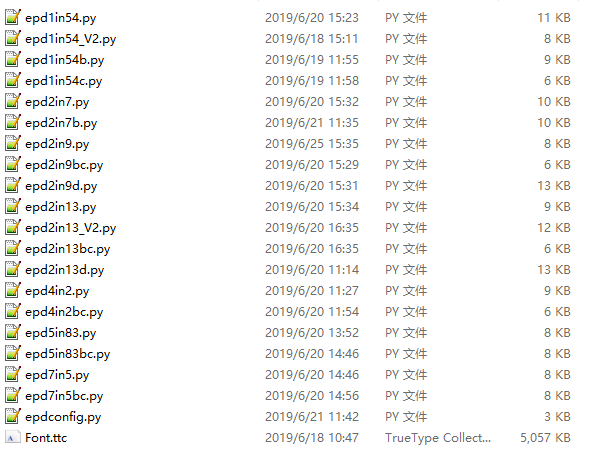 epd1in54.py 2019/6/20 15:23 PY 文件 11 KB
epd1in54_V2.py 2019/6/18 15:11 PY 文件 8 KB
epd1in54b.py 2019/6/19 11:55 PY 文件 9 KB
epd1in54c.py 2019/6/19 11:58 PY 文件 6 KB
epd2in7.py 2019/6/20 15:32 PY 文件 10 KB
epd2in7b.py 2019/6/21 11:35 PY 文件 10 KB
epd2in9.py 2019/6/25 15:35 PY 文件 8 KB
epd2in9bc.py 2019/6/20 15:29 PY 文件 6 KB
epd2in9d.py 2019/6/20 15:31 PY 文件 13 KB
epd2in13.py 2019/6/20 15:34 PY 文件 9 KB
epd2in13_V2.py 2019/6/20 16:35 PY 文件 12 KB
epd2in13bc.py 2019/6/20 16:35 PY 文件 6 KB
epd2in13d.py 2019/6/20 11:14 PY 文件 13 KB
epd4in2.py 2019/6/20 11:27 PY 文件 9 KB
epd4in2bc.py 2019/6/20 11:54 PY 文件 6 KB
epd5in83.py 2019/6/20 13:52 PY 文件 8 KB
epd5in83bc.py 2019/6/20 14:46 PY 文件 8 KB
epd7in5.py 2019/6/20 14:46 PY 文件 8 KB
epd7in5bc.py 2019/6/20 14:56 PY 文件 8 KB
epdconfig.py 2019/6/21 11:42 PY 文件 3 KB
Font.ttc 2019/6/18 10:47 TrueType Collect... 5,057 KB